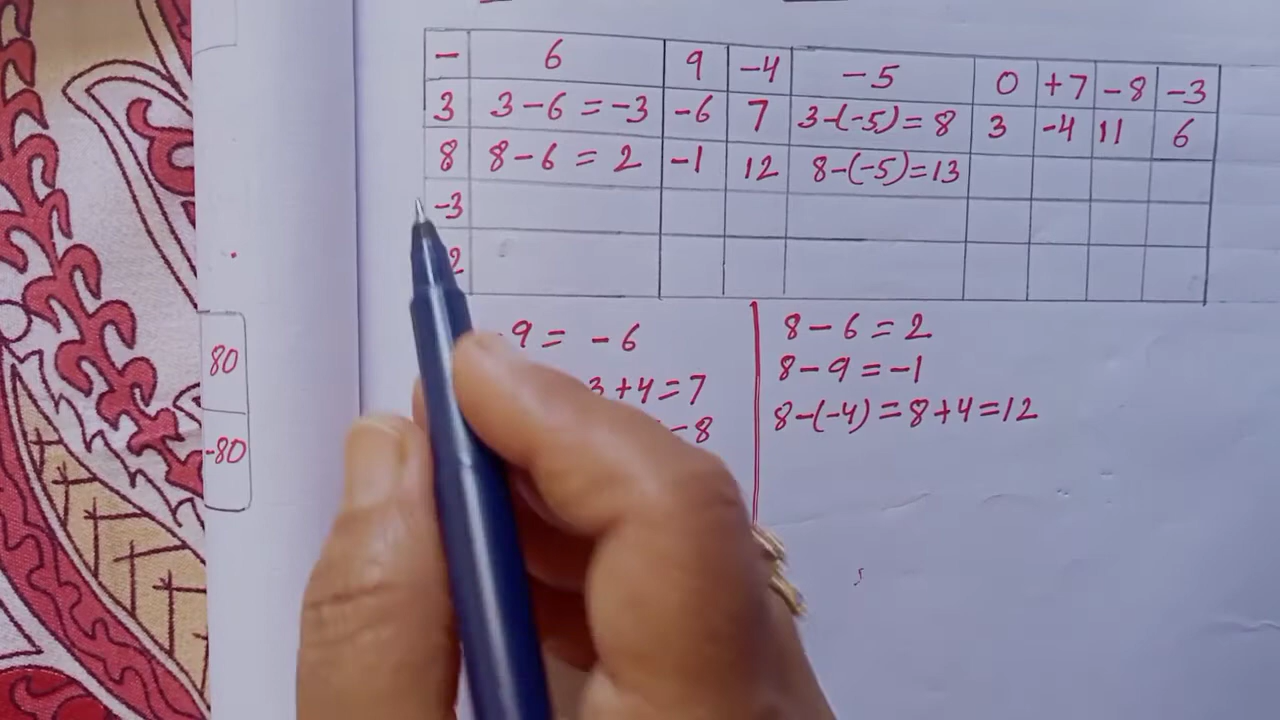 − 6 9 −4 −5 0 +7 −8 −3
3 3−6 = −3 −6 7 3−(−5) = 8 3 −4 11 6
8 8−6 = 2 −1 12 8−(−5)=13
−3
2
-9 = −6
3+4=7
−8
8−6 = 2
8−9 = −1
8−(−4) = 8+4=12
80
-80